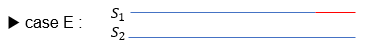 ▶ case E :
S₁
S₂